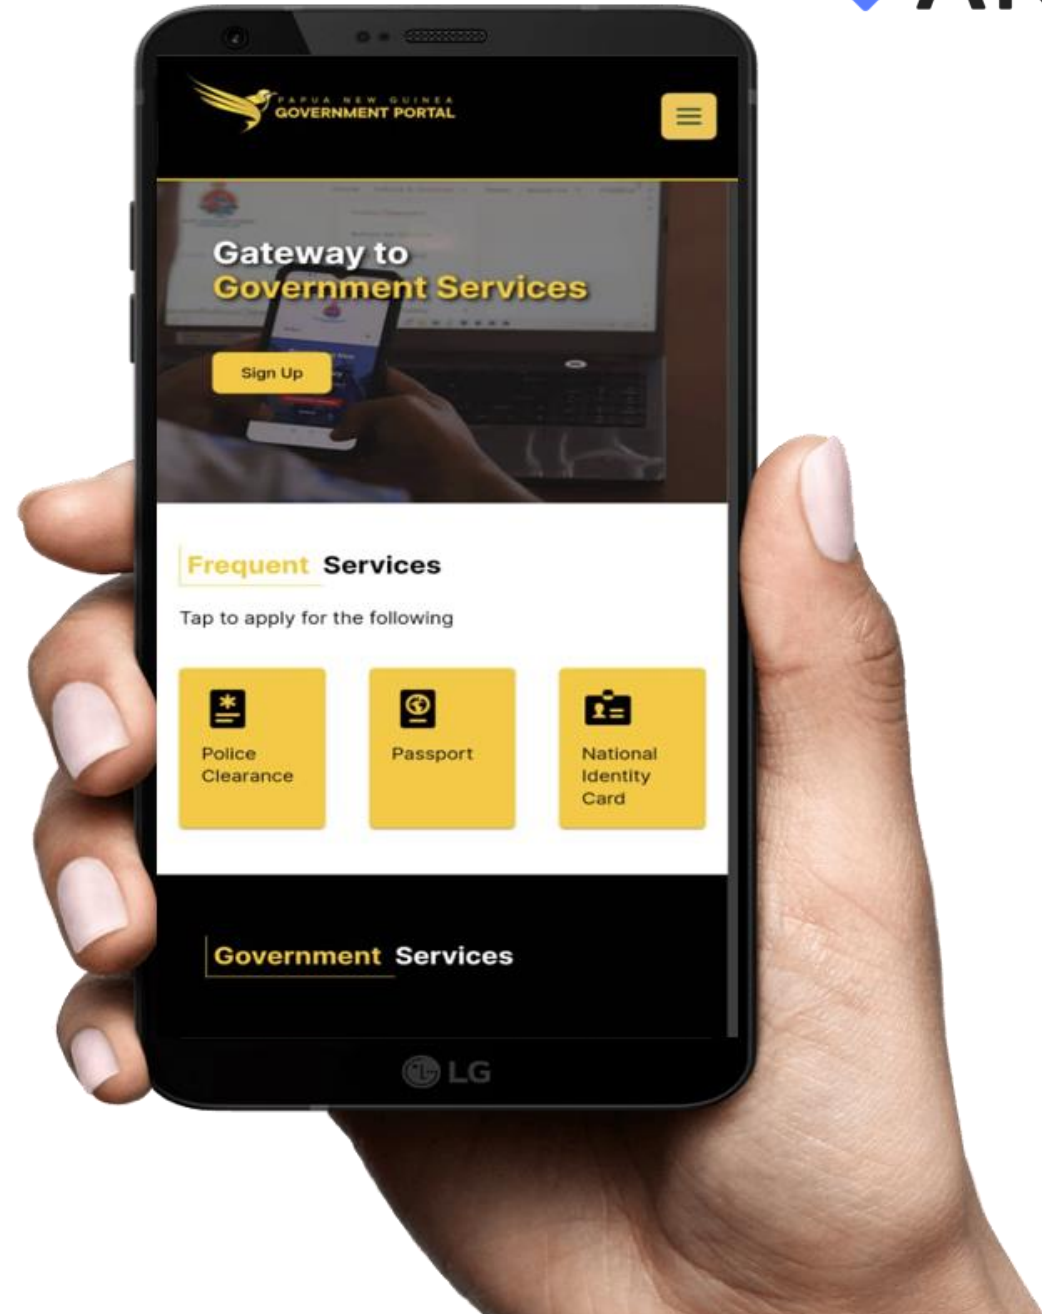 PAPUA NEW GUINEA
GOVERNMENT PORTAL
Gateway to
Government Services
Sign Up
Frequent Services
Tap to apply for the following
Police
Clearance
Passport
National
Identity
Card
Government Services
LG